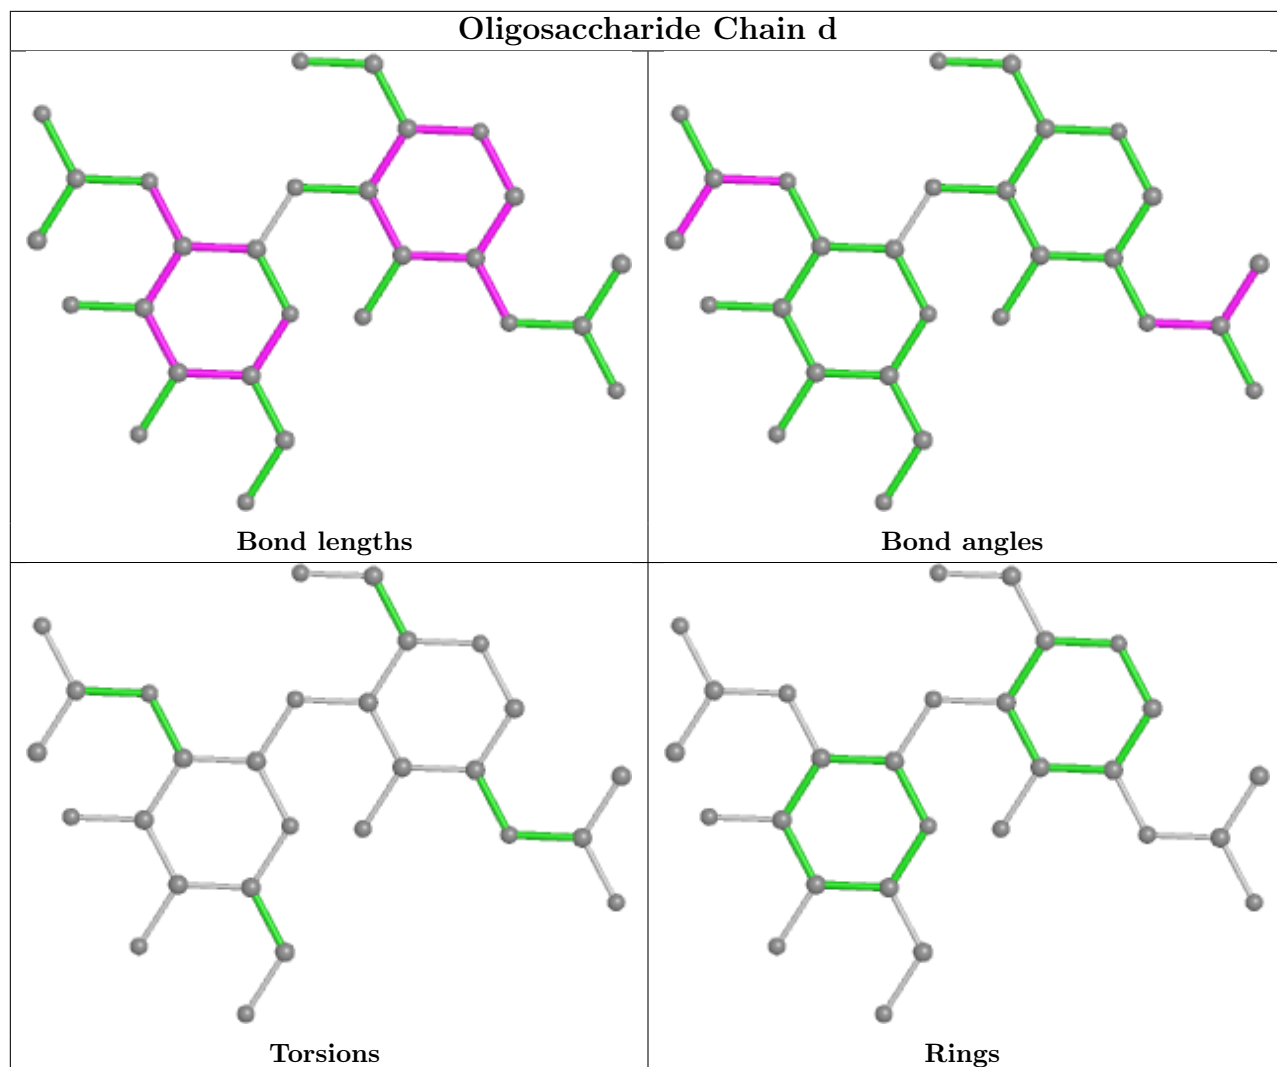 Oligosaccharide Chain d
Bond lengths
Bond angles
Torsions
Rings